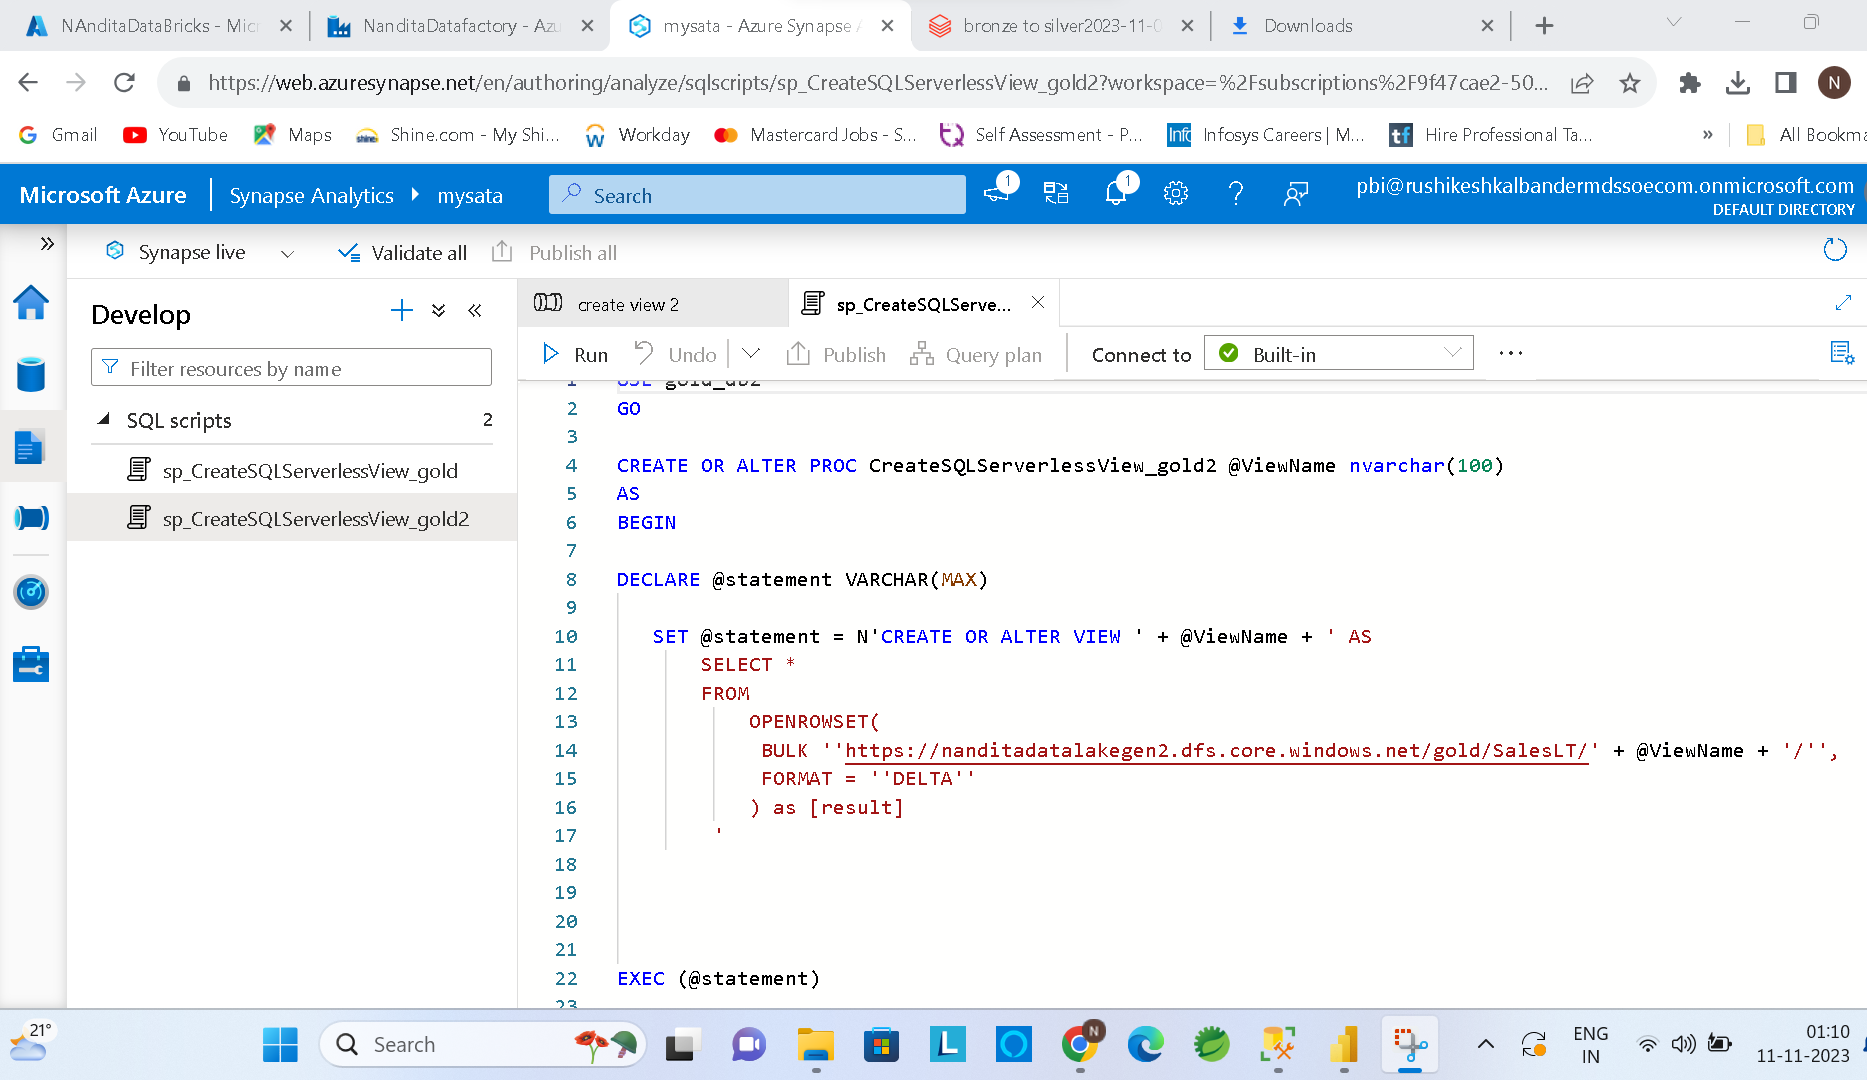 NAnditaDataBricks - Mic
NanditaDatafactory - Azu
mysata - Azure Synapse A
bronze to silver2023-11-0
Downloads
https://web.azuresynapse.net/en/authoring/analyze/sqlscripts/sp_CreateSQLServerlessView_gold2?workspace=%2Fsubscriptions%2F9f47cae2-50...
N
Gmail
YouTube
Maps
Shine.com - My Shi...
Workday
Mastercard Jobs - S...
Self Assessment - P...
Infosys Careers | M...
Hire Professional Ta...
»
All Bookma
Microsoft Azure
Synapse Analytics
mysata
Search
1
1
pbi@rushikeshkalbandermdssoecom.onmicrosoft.com
DEFAULT DIRECTORY
Synapse live
Validate all
Publish all
Develop
Filter resources by name
SQL scripts
2
sp_CreateSQLServerlessView_gold
sp_CreateSQLServerlessView_gold2
create view 2
sp_CreateSQLServe...
Run
Undo
Publish
Query plan
Connect to
Built-in
1 USE gold_db2
2 GO
3
4 CREATE OR ALTER PROC CreateSQLServerlessView_gold2 @ViewName nvarchar(100)
5 AS
6 BEGIN
7
8 DECLARE @statement VARCHAR(MAX)
9
10 SET @statement = N'CREATE OR ALTER VIEW ' + @ViewName + ' AS
11 SELECT *
12 FROM
13 OPENROWSET(
14 BULK ''https://nanditadatalakegen2.dfs.core.windows.net/gold/SalesLT/' + @ViewName + '/'',
15 FORMAT = ''DELTA''
16 ) as [result]
17 '
18
19
20
21
22 EXEC (@statement)
23
21°
Search
N
ENG
IN
01:10
11-11-2023